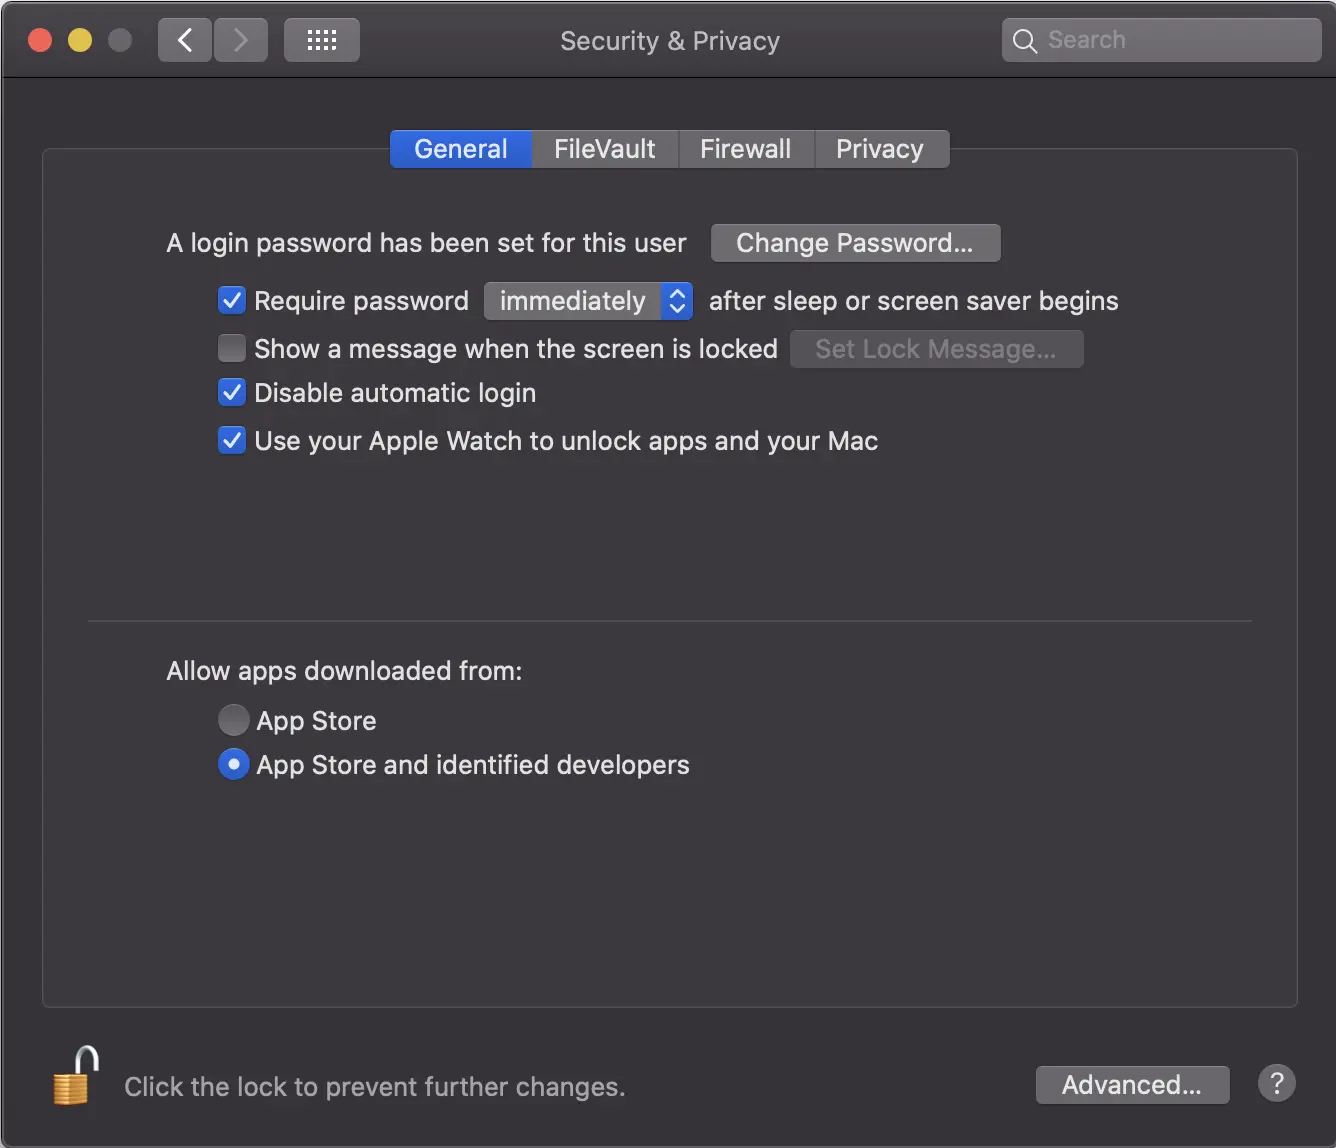 Security & Privacy
Search
General FileVault Firewall Privacy
A login password has been set for this user Change Password...
Require password immediately after sleep or screen saver begins
Show a message when the screen is locked Set Lock Message...
Disable automatic login
Use your Apple Watch to unlock apps and your Mac
Allow apps downloaded from:
App Store
App Store and identified developers
Click the lock to prevent further changes. Advanced... ?